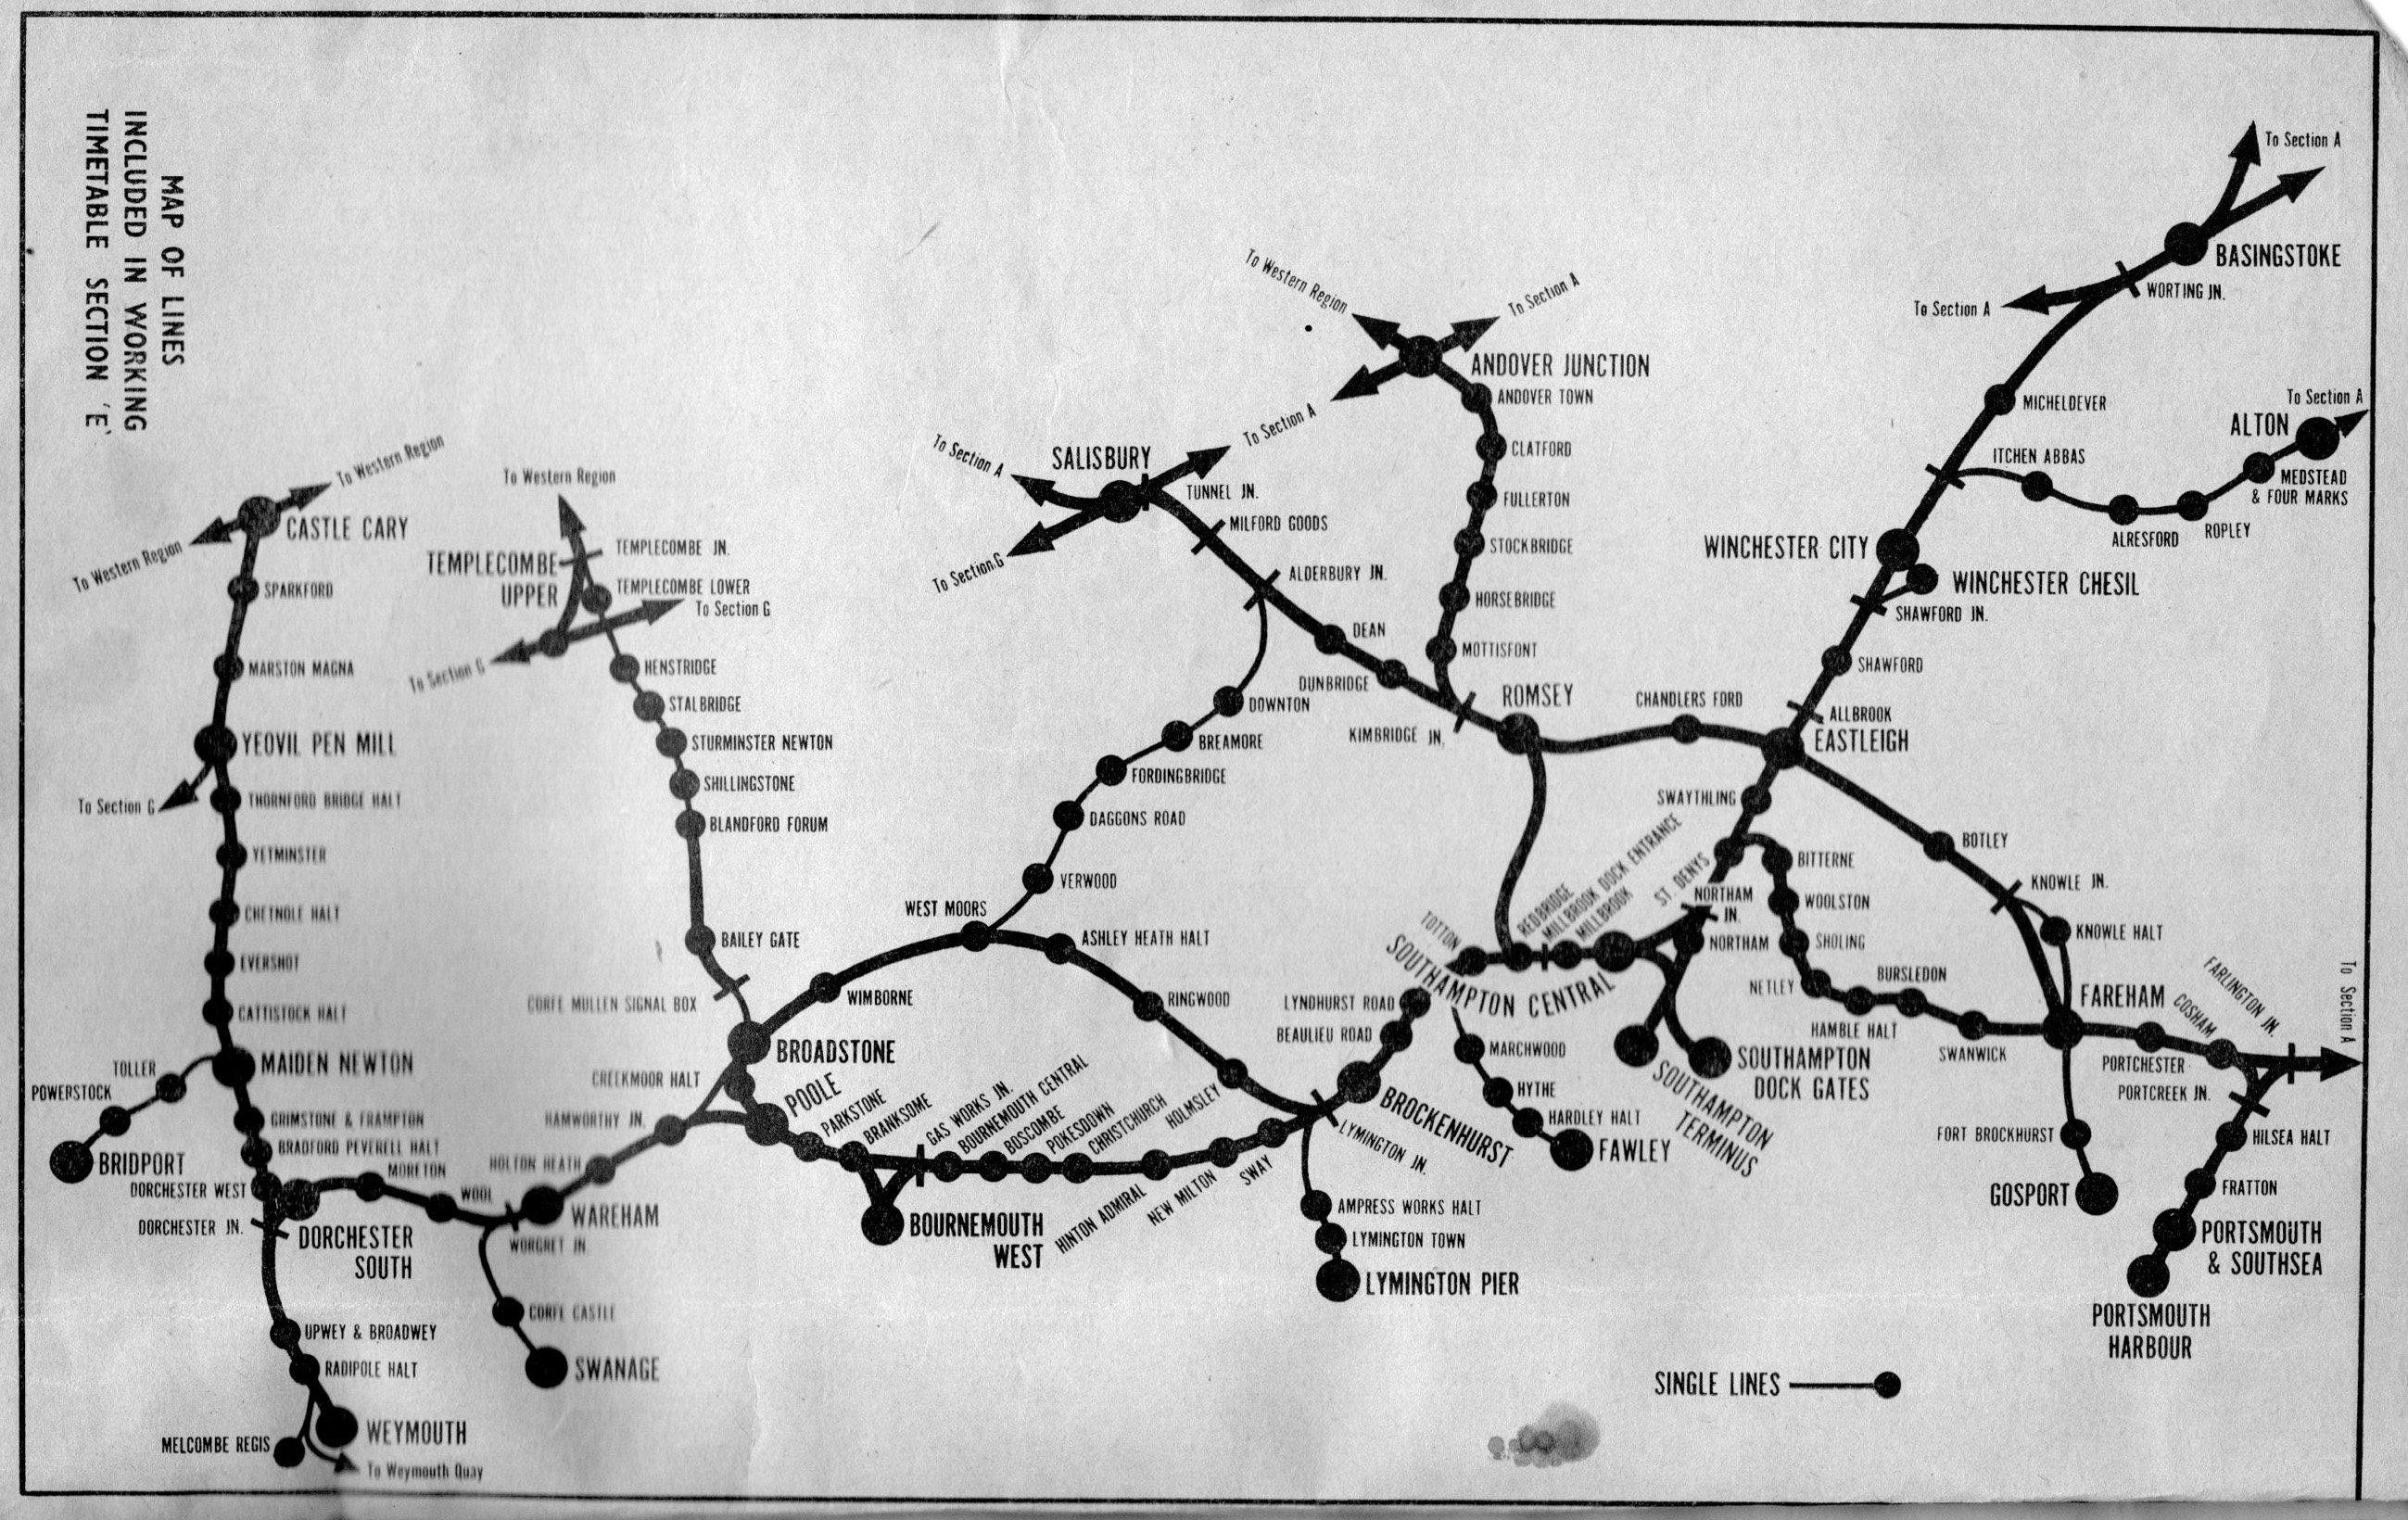 MAP OF LINES
INCLUDED IN WORKING
TIMETABLE SECTION 'E'
To Section A
BASINGSTOKE
WORTING JN.
To Section A
MICHELDEVER
To Section A
ALTON
ITCHEN ABBAS
MEDSTEAD
& FOUR MARKS
ROPLEY
ALRESFORD
WINCHESTER CITY
WINCHESTER CHESIL
SHAWFORD JN.
SHAWFORD
ALLBROOK
EASTLEIGH
CHANDLERS FORD
ROMSEY
To Western Region
To Section A
ANDOVER JUNCTION
ANDOVER TOWN
To Section A
CLATFORD
FULLERTON
STOCKBRIDGE
HORSEBRIDGE
MOTTISFONT
To Section A
SALISBURY
TUNNEL JN.
MILFORD GOODS
To Section G
ALDERBURY JN.
DEAN
DUNBRIDGE
KIMBRIDGE JN.
DOWNTON
BREAMORE
FORDINGBRIDGE
DAGGONS ROAD
VERWOOD
WEST MOORS
ASHLEY HEATH HALT
RINGWOOD
HOLMSLEY
WIMBORNE
To Western Region
To Western Region
CASTLE CARY
SPARKFORD
MARSTON MAGNA
YEOVIL PEN MILL
To Section G
THORNFORD BRIDGE HALT
YETMINSTER
CHETNOLE HALT
EVERSHOT
CATTISTOCK HALT
MAIDEN NEWTON
TOLLER
POWERSTOCK
BRIDPORT
GRIMSTONE & FRAMPTON
BRADFORD PEVERELL HALT
DORCHESTER WEST
DORCHESTER JN.
DORCHESTER
SOUTH
UPWEY & BROADWEY
RADIPOLE HALT
WEYMOUTH
MELCOMBE REGIS
To Weymouth Quay
MORETON
WOOL
WORGRET JN.
WAREHAM
CORFE CASTLE
SWANAGE
HOLTON HEATH
HAMWORTHY JN.
CREEKMOOR HALT
To Western Region
TEMPLECOMBE JN.
TEMPLECOMBE
UPPER
TEMPLECOMBE LOWER
To Section G
To Section G
HENSTRIDGE
STALBRIDGE
STURMINSTER NEWTON
SHILLINGSTONE
BLANDFORD FORUM
BAILEY GATE
CORFE MULLEN SIGNAL BOX
BROADSTONE
POOLE
PARKSTONE
BRANKSOME
GAS WORKS JN.
BOURNEMOUTH CENTRAL
BOSCOMBE
POKESDOWN
CHRISTCHURCH
BOURNEMOUTH
WEST
HINTON ADMIRAL
NEW MILTON
SWAY
LYMINGTON JN.
AMPRESS WORKS HALT
LYMINGTON TOWN
LYMINGTON PIER
BROCKENHURST
BEAULIEU ROAD
LYNDHURST ROAD
TOTTON
REDBRIDGE
MILLBROOK DOCK ENTRANCE
MILLBROOK
SOUTHAMPTON CENTRAL
MARCHWOOD
HYTHE
HARDLEY HALT
FAWLEY
SWAYTHLING
ST. DENYS
NORTHAM
JN.
NORTHAM
SOUTHAMPTON
TERMINUS
SOUTHAMPTON
DOCK GATES
BITTERNE
WOOLSTON
SHOLING
NETLEY
HAMBLE HALT
BURSLEDON
SWANWICK
BOTLEY
KNOWLE JN.
KNOWLE HALT
FAREHAM
FORT BROCKHURST
GOSPORT
PORTCHESTER
COSHAM
FARLINGTON JN.
To Section A
PORTCREEK JN.
HILSEA HALT
FRATTON
PORTSMOUTH
& SOUTHSEA
PORTSMOUTH
HARBOUR
SINGLE LINES